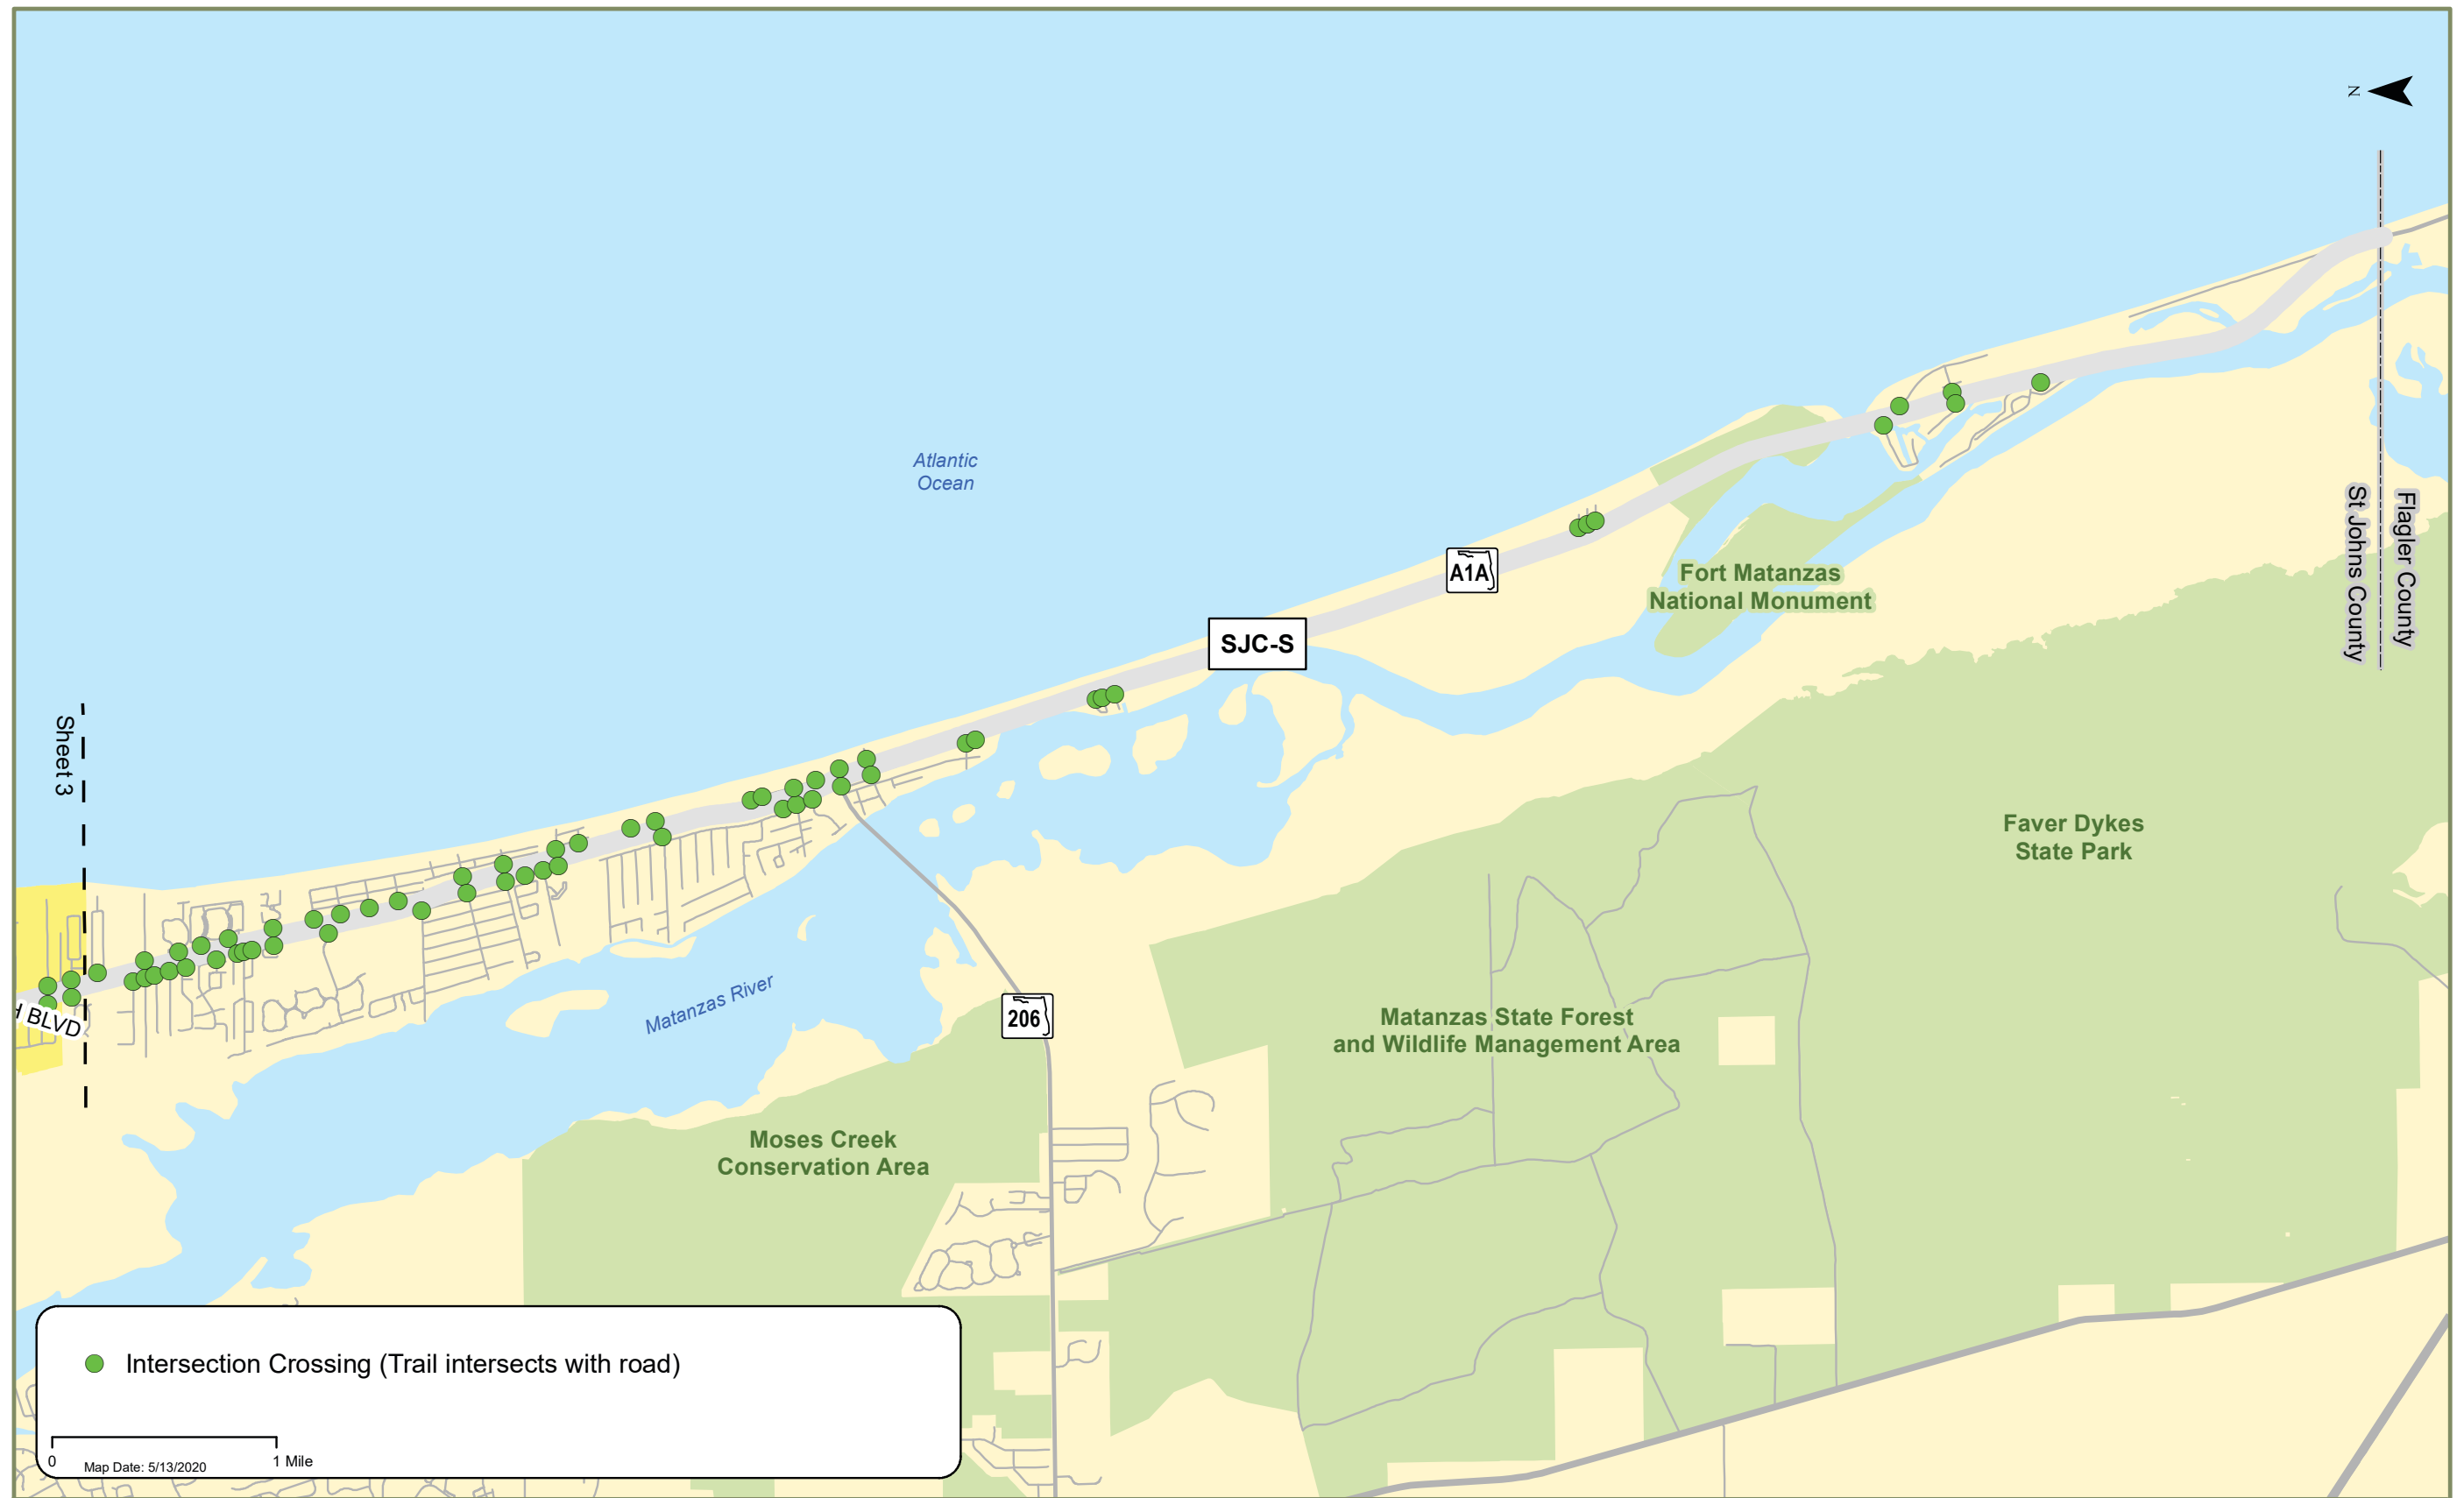 N
Atlantic
Ocean
St Johns County
Flagler County
A1A
Fort Matanzas
National Monument
SJC-S
Sheet 3
Faver Dykes
State Park
H BLVD
Matanzas River
206
Matanzas State Forest
and Wildlife Management Area
Moses Creek
Conservation Area
Intersection Crossing (Trail intersects with road)
0
1 Mile
Map Date: 5/13/2020